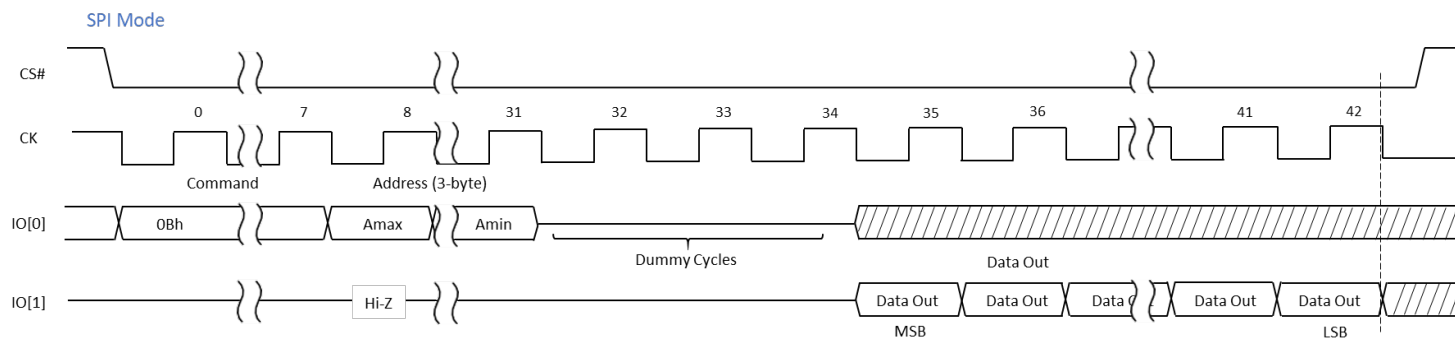 SPI Mode
CS#
0 7 8 31 32 33 34 35 36 41 42
CK
Command Address (3-byte)
IO[0] 0Bh Amax Amin
Dummy Cycles Data Out
IO[1] Hi-Z Data Out Data Out Data Data Out Data Out
MSB LSB